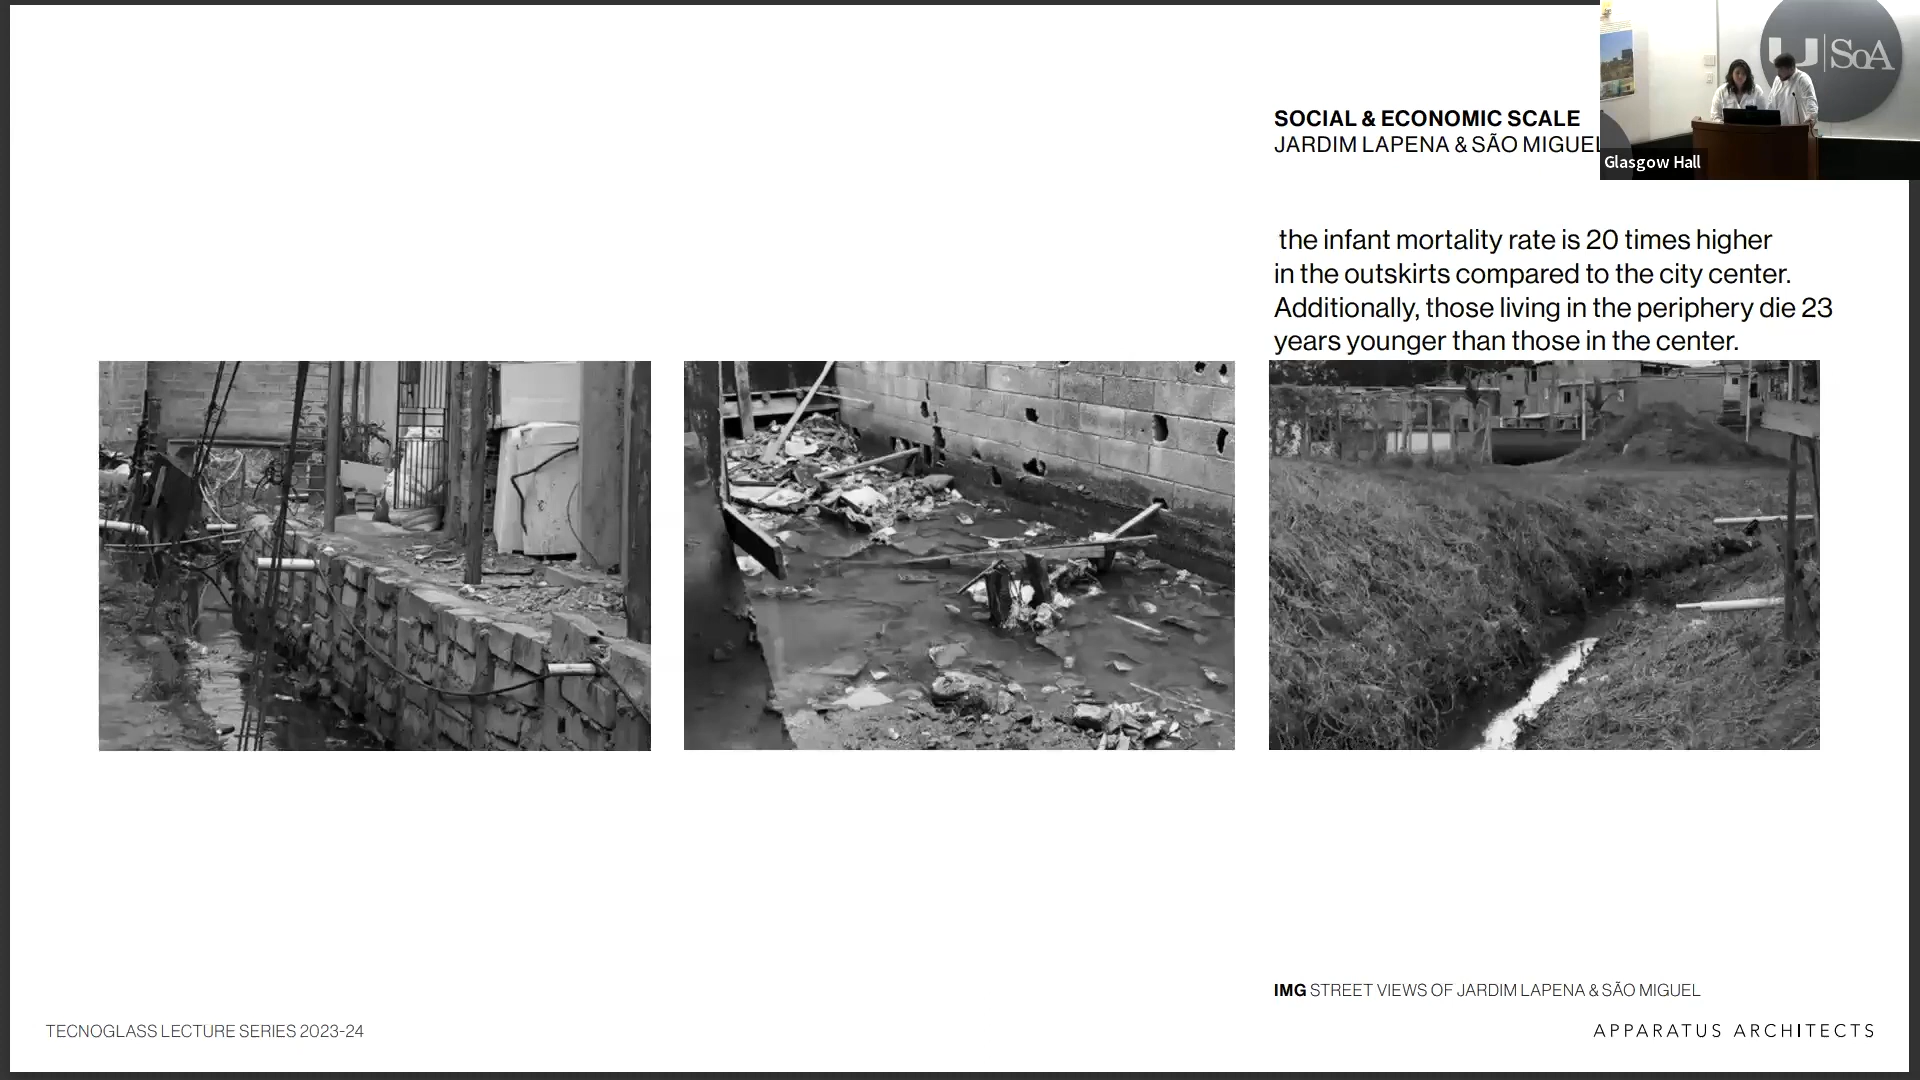 SOCIAL & ECONOMIC SCALE
JARDIM LAPENA & SÃO MIGUEL
U|SoA
Glasgow Hall
the infant mortality rate is 20 times higher
in the outskirts compared to the city center.
Additionally, those living in the periphery die 23
years younger than those in the center.
IMG STREET VIEWS OF JARDIM LAPENA & SÃO MIGUEL
TECNOGLASS LECTURE SERIES 2023-24
APPARATUS ARCHITECTS